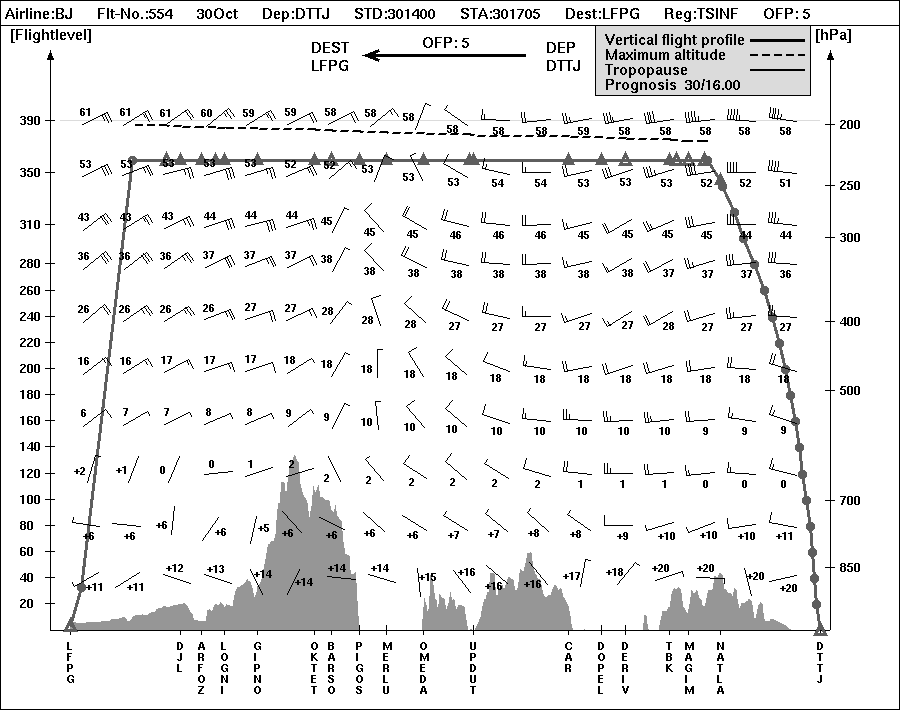 Airline:BJ Flt-No.:554 30Oct Dep:DTTJ STD:301400 STA:301705 Dest:LFPG Reg:TSINF OFP: 5
[Flightlevel] OFP: 5 [hPa]
DEST DEP
LFPG DTTJ
Vertical flight profile
Maximum altitude
Tropopause
Prognosis 30/16.00
61 61 61 60 59 59 58 58 58
390 58 58 58 59 58 58 58 58 58 200
53 53 53 53 53 52 52 53 53
350 53 54 54 53 53 53 52 52 51 250
43 43 43 44 44 44 45
310 45 45 46 46 46 45 45 45 45 44 44 300
36 36 36 37 37 37 38
280 38 38 38 38 38 38 38 37 37 37 36
260
26 26 26 27 27 27 28
240 28 28 27 27 27 27 27 28 27 27 27 400
220
16 16 17 17 17 18 18
200 18 18 18 18 18 18 18 18 18 18 18 500
180
6 7 7 8 8 9 9
160 10 10 10 10 10 10 10 10 9 9 9
140
+2 +1 0 0 1 2
120 2 2 2 2 2 2 1 1 1 0 0 0
100 700
80 +6 +6 +6 +6 +5 +6 +6 +6 +6 +7 +7 +8 +8 +9 +10 +10 +10 +11
60
40 +11 +11 +12 +13 +14 +14 +14 +14 +15 +16 +16 +16 +17 +18 +20 +20 +20 +20 850
20
LFPG
DJL
ARFOZ
LOGNI
GIPNO
OKTET
BARSO
PIGOS
MERLU
OMEDA
UPDUT
CAR
DOPEL
DERIV
TBK
MAGIM
NATLA
DTTJ